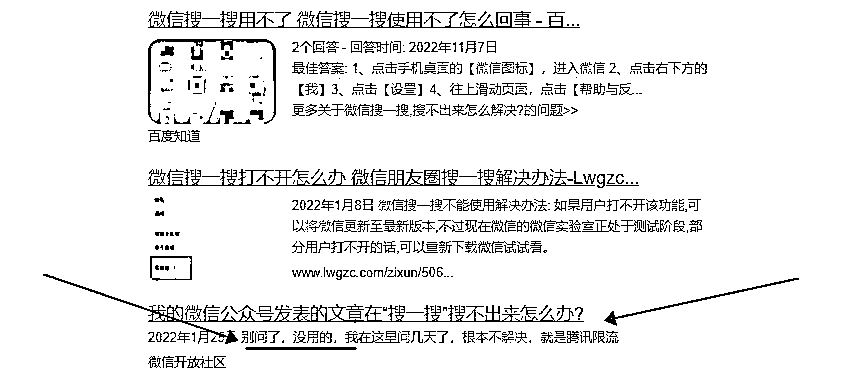 微信搜一搜用不了 微信搜一搜使用不了怎么回事 - 百...
2个回答 - 回答时间: 2022年11月7日
最佳答案: 1、点击手机桌面的【微信图标】，进入微信 2、点击右下方的
【我】3、点击【设置】4、往上滑动页面，点击【帮助与反...
更多关于微信搜一搜,搜不出来怎么解决?的问题>>
百度知道
微信搜一搜打不开怎么办 微信朋友圈搜一搜解决办法-Lwgzc...
2022年1月8日 微信搜一搜不能使用解决办法: 如果用户打不开该功能,可
以将微信更新至最新版本,不过现在微信的微信实验室正处于测试阶段,部
分用户打不开的话,可以重新下载微信试试看。
www.lwgzc.com/zixun/506...
我的微信公众号发表的文章在“搜一搜”搜不出来怎么办?
2022年1月25日 别问了，没用的，我在这里问几天了，根本不解决，就是腾讯限流
微信开放社区